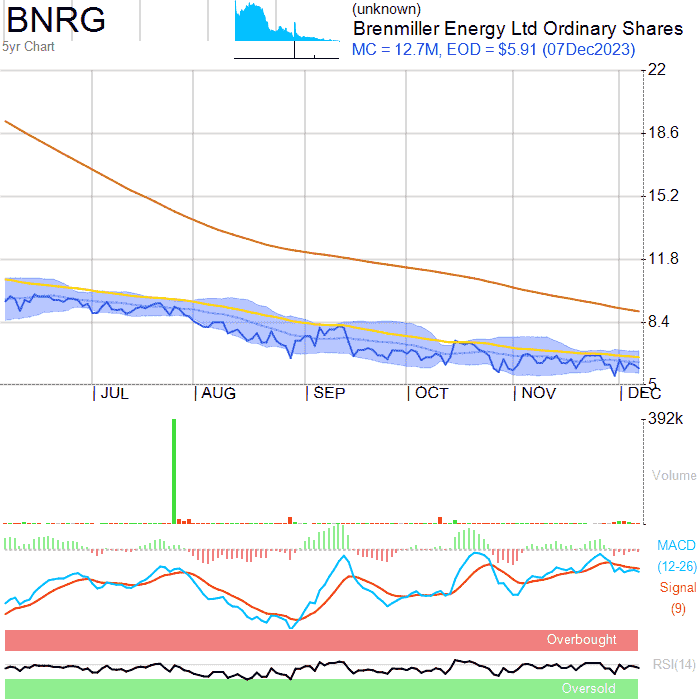 BNRG
5yr Chart
(unknown)
Brenmiller Energy Ltd Ordinary Shares
MC = 12.7M, EOD = $5.91 (07Dec2023)
22
18.6
15.2
11.8
8.4
5
JUL AUG SEP OCT NOV DEC
392k
Volume
MACD
(12-26)
Signal
(9)
Overbought
RSI(14)
Oversold